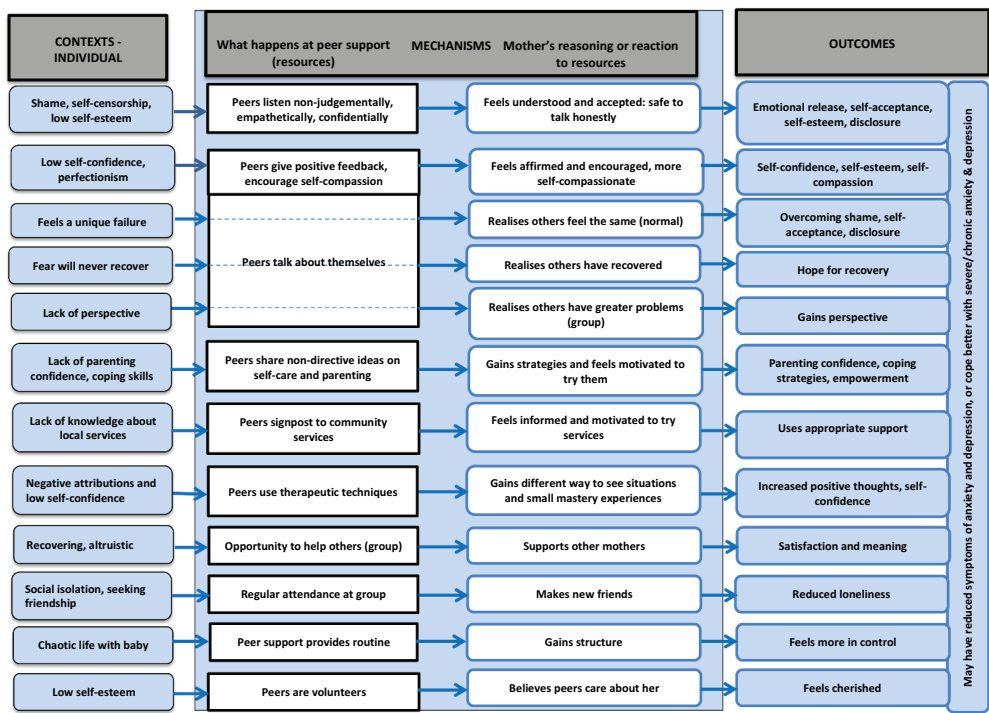 CONTEXTS -
INDIVIDUAL
What happens at peer support
(resources)
MECHANISMS
Mother's reasoning or reaction
to resources
OUTCOMES
Shame, self-censorship,
low self-esteem
Peers listen non-judgementally,
empathetically, confidentially
Feels understood and accepted: safe to
talk honestly
Emotional release, self-acceptance,
self-esteem, disclosure
Low self-confidence,
perfectionism
Peers give positive feedback,
encourage self-compassion
Feels affirmed and encouraged, more
self-compassionate
Self-confidence, self-esteem, self-
compassion
Feels a unique failure
Realises others feel the same (normal)
Overcoming shame, self-
acceptance, disclosure
Fear will never recover
Peers talk about themselves
Realises others have recovered
Hope for recovery
Lack of perspective
Realises others have greater problems
(group)
Gains perspective
Lack of parenting
confidence, coping skills
Peers share non-directive ideas on
self-care and parenting
Gains strategies and feels motivated to
try them
Parenting confidence, coping
strategies, empowerment
Lack of knowledge about
local services
Peers signpost to community
services
Feels informed and motivated to try
services
Uses appropriate support
Negative attributions and
low self-confidence
Peers use therapeutic techniques
Gains different way to see situations
and small mastery experiences
Increased positive thoughts, self-
confidence
Recovering, altruistic
Opportunity to help others (group)
Supports other mothers
Satisfaction and meaning
Social isolation, seeking
friendship
Regular attendance at group
Makes new friends
Reduced loneliness
Chaotic life with baby
Peer support provides routine
Gains structure
Feels more in control
Low self-esteem
Peers are volunteers
Believes peers care about her
Feels cherished
May have reduced symptoms of anxiety and depression, or cope better with severe/chronic anxiety & depression